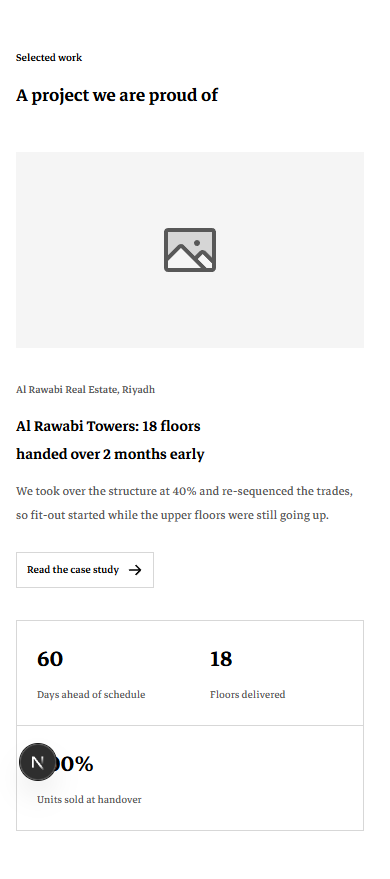 Selected work
A project we are proud of
Al Rawabi Real Estate, Riyadh
Al Rawabi Towers: 18 floors
handed over 2 months early
We took over the structure at 40% and re-sequenced the trades,
so fit-out started while the upper floors were still going up.
Read the case study
60
18
Days ahead of schedule
Floors delivered
N
Units sold at handover